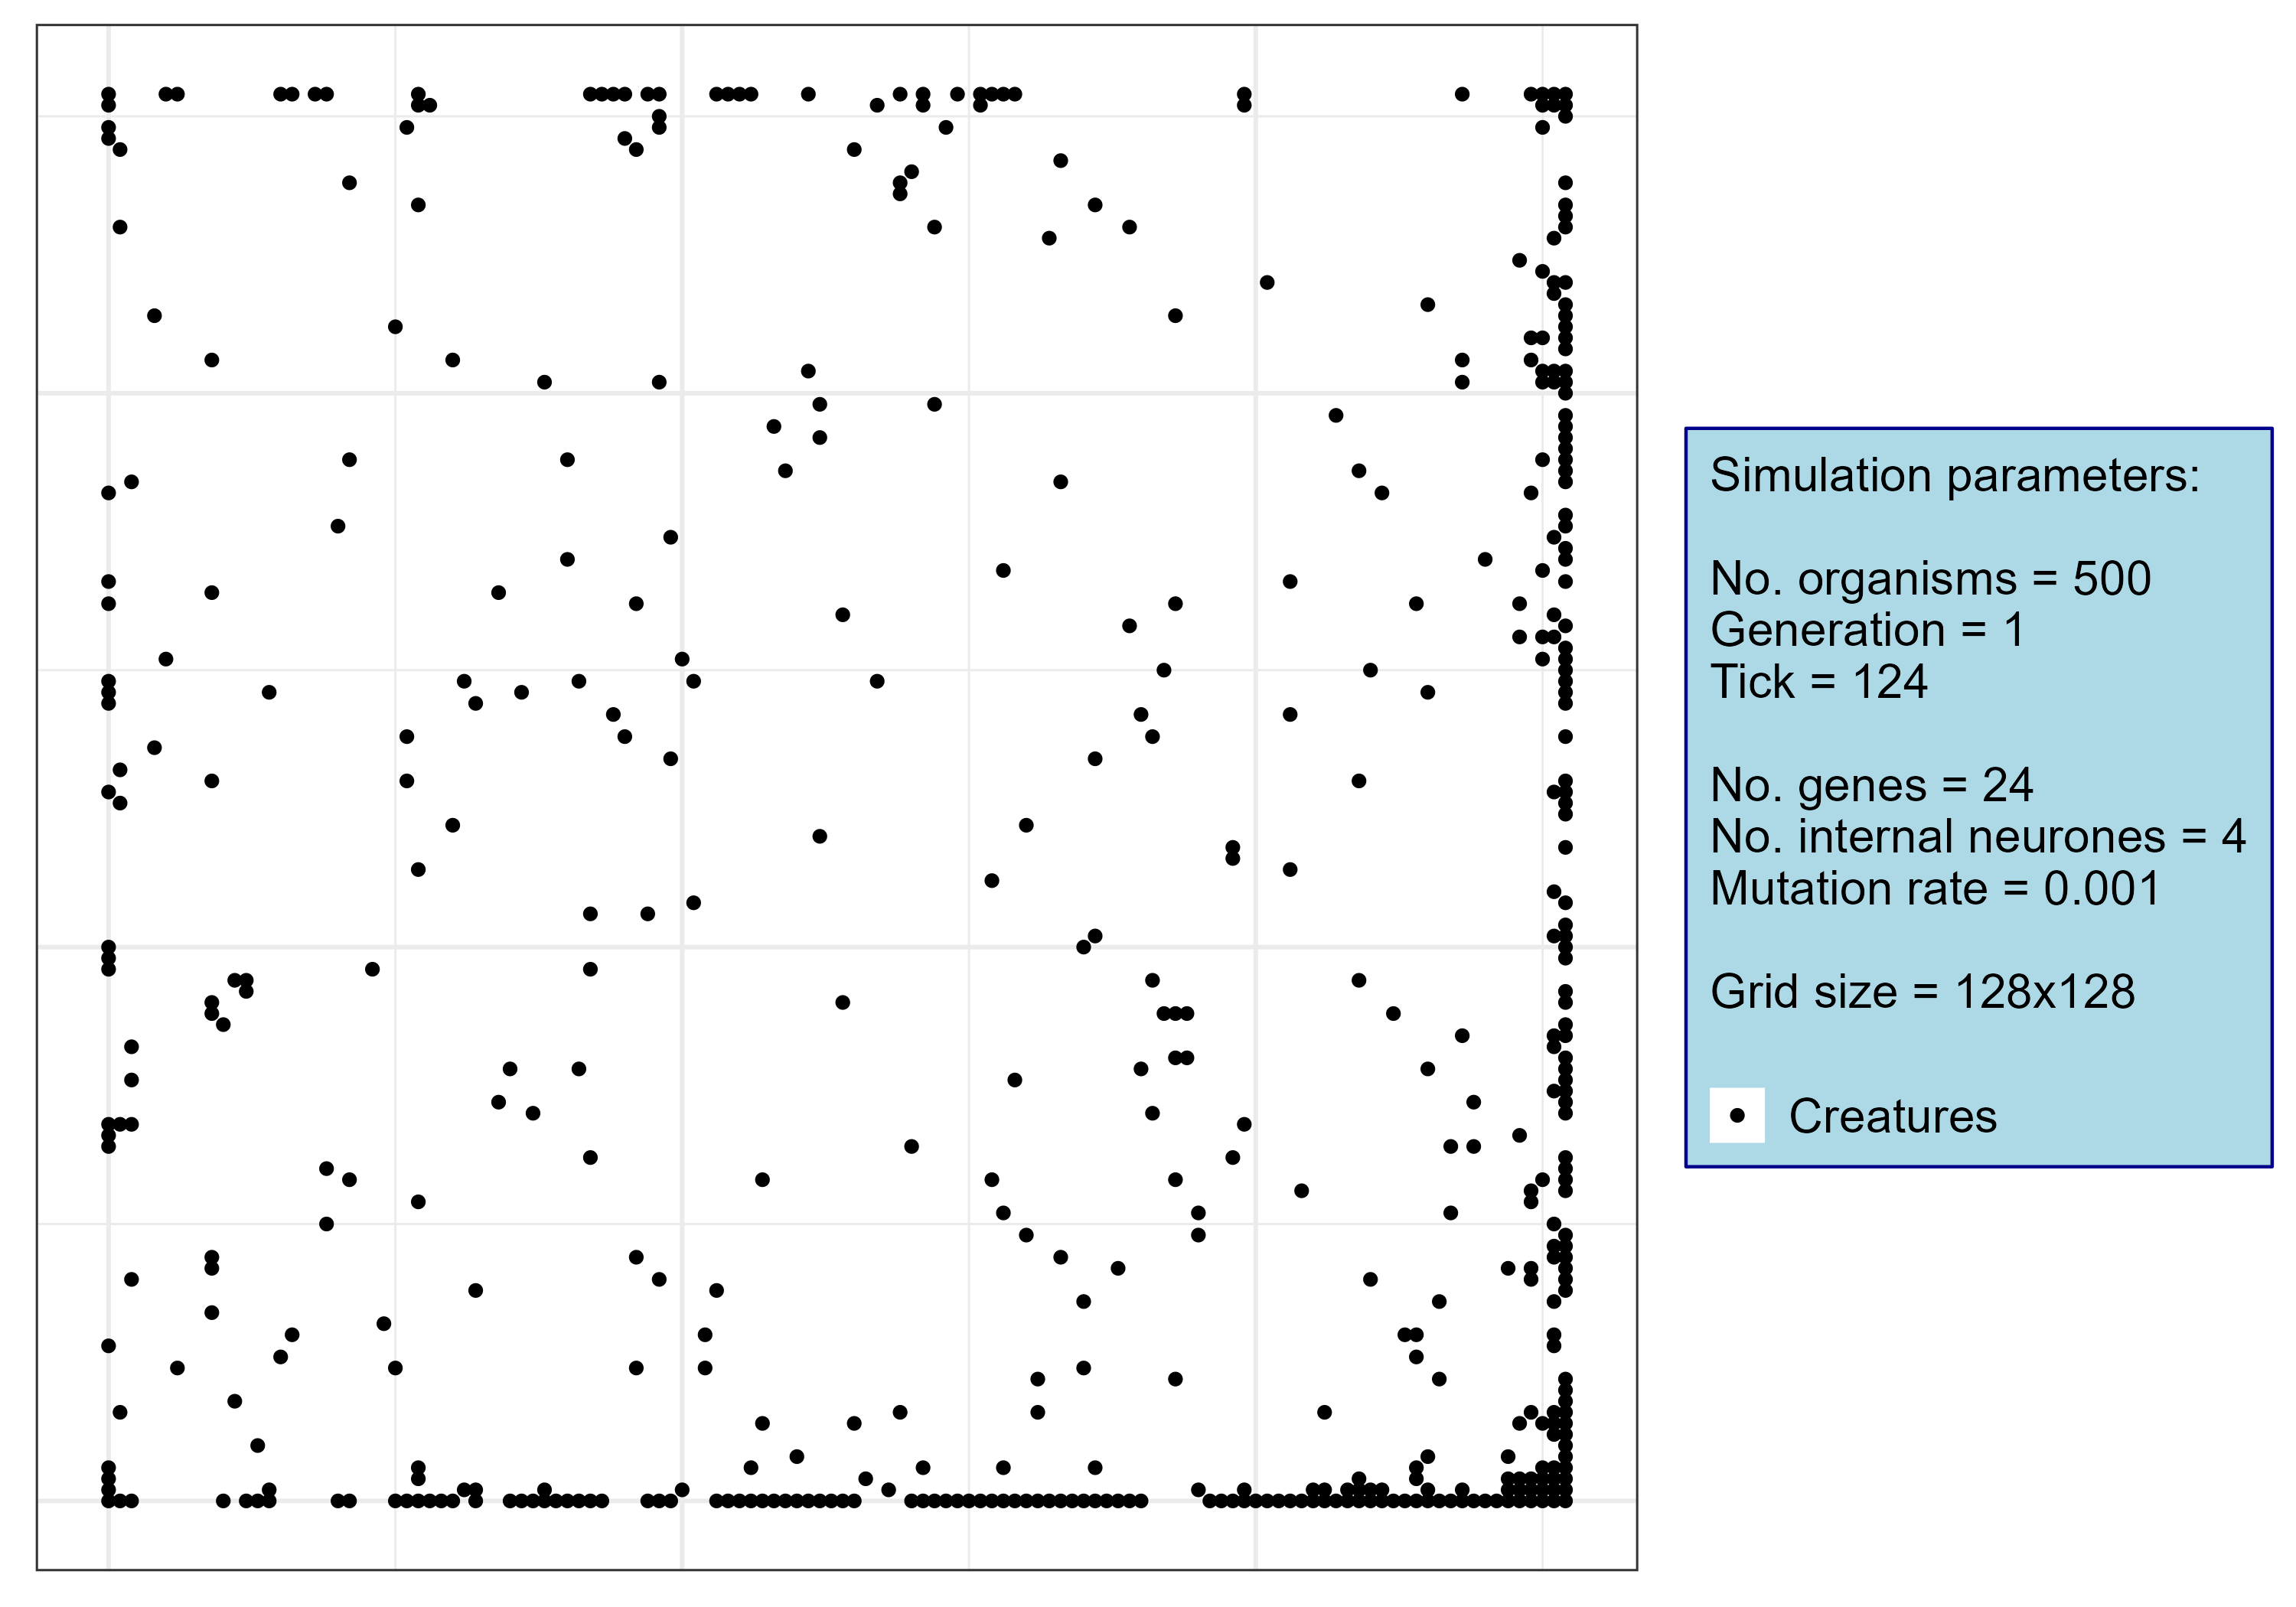 Simulation parameters:
No. organisms = 500
Generation = 1
Tick = 124
No. genes = 24
No. internal neurones = 4
Mutation rate = 0.001
Grid size = 128x128
Creatures